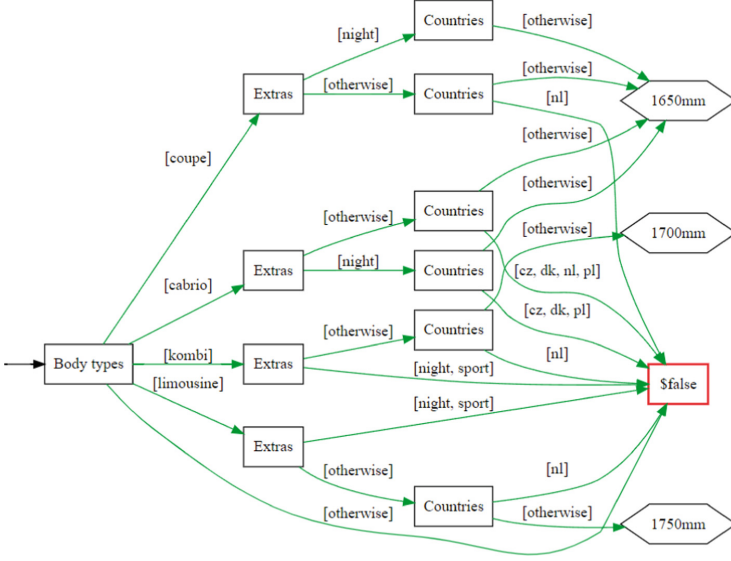 Countries
[otherwise]
[night]
[otherwise]
Extras
[otherwise]
Countries
[nl]
1650mm
[otherwise]
[coupe]
[otherwise]
[otherwise]
Countries
[otherwise]
1700mm
[cabrio]
Extras
[night]
Countries
[cz, dk, nl, pl]
[cz, dk, pl]
[otherwise]
Countries
[nl]
Body types
[kombi]
Extras
[night, sport]
$false
[limousine]
[night, sport]
Extras
[otherwise]
[nl]
Countries
[otherwise]
[otherwise]
1750mm